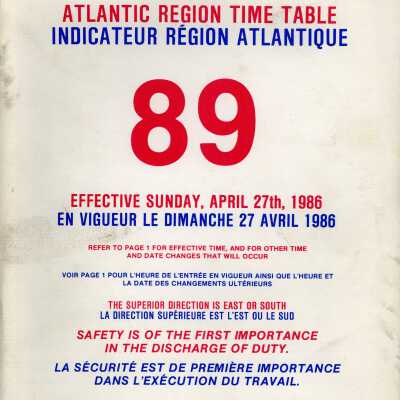 ATLANTIC REGION TIME TABLE
INDICATEUR RÉGION ATLANTIQUE
89
EFFECTIVE SUNDAY, APRIL 27th, 1986
EN VIGUEUR LE DIMANCHE 27 AVRIL 1986
REFER TO PAGE 1 FOR EFFECTIVE TIME, AND FOR OTHER TIME
AND DATE CHANGES THAT WILL OCCUR
VOIR PAGE 1 POUR L'HEURE DE L'ENTRÉE EN VIGUEUR AINSI QUE L'HEURE ET
LA DATE DES CHANGEMENTS ULTÉRIEURS
THE SUPERIOR DIRECTION IS EAST OR SOUTH
LA DIRECTION SUPÉRIEURE EST L'EST OU LE SUD
SAFETY IS OF THE FIRST IMPORTANCE
IN THE DISCHARGE OF DUTY.
LA SÉCURITÉ EST DE PREMIÈRE IMPORTANCE
DANS L'EXÉCUTION DU TRAVAIL.